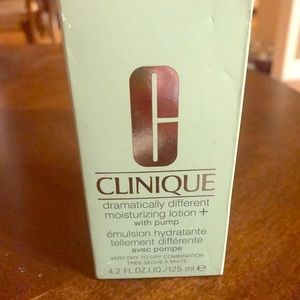 C
CLINIQUE
dramatically different
moisturizing lotion +
with pump
émulsion hydratante
tellement différente
avec pompe
VERY DRY TO DRY COMBINATION
TRÈS SÈCHE À MIXTE
4.2 FL.OZ.LIQ./125 ml e